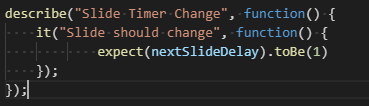 describe("Slide Timer Change", function() {
    it("Slide should change", function() {
            expect(nextSlideDelay).toBe(1)
    });
});